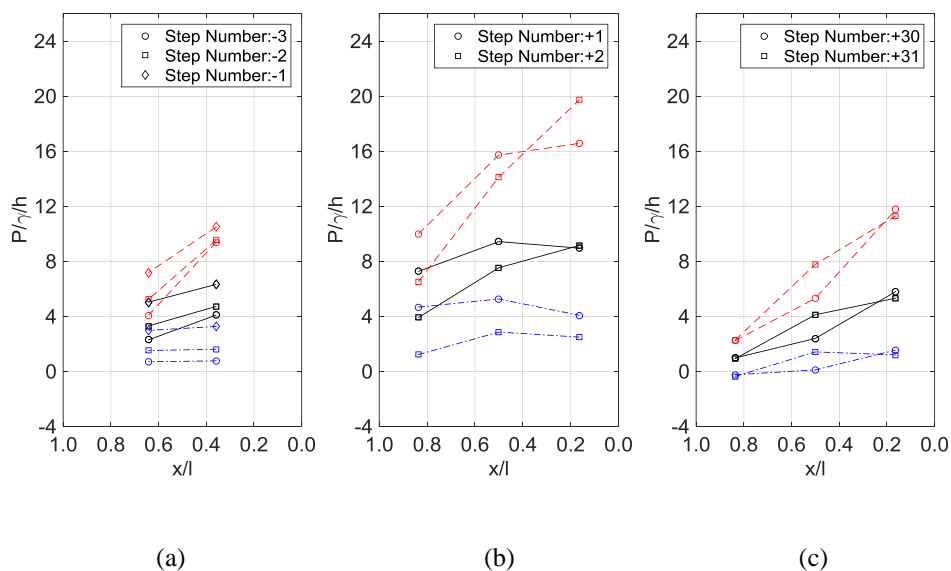 Step Number:-3
Step Number:-2
Step Number:-1
24
20
16
12
8
4
0
-4
1.0 0.8 0.6 0.4 0.2 0.0
x/l
P/γ/h
(a)
Step Number:+1
Step Number:+2
24
20
16
12
8
4
0
-4
1.0 0.8 0.6 0.4 0.2 0.0
x/l
P/γ/h
(b)
Step Number:+30
Step Number:+31
24
20
16
12
8
4
0
-4
1.0 0.8 0.6 0.4 0.2 0.0
x/l
P/γ/h
(c)